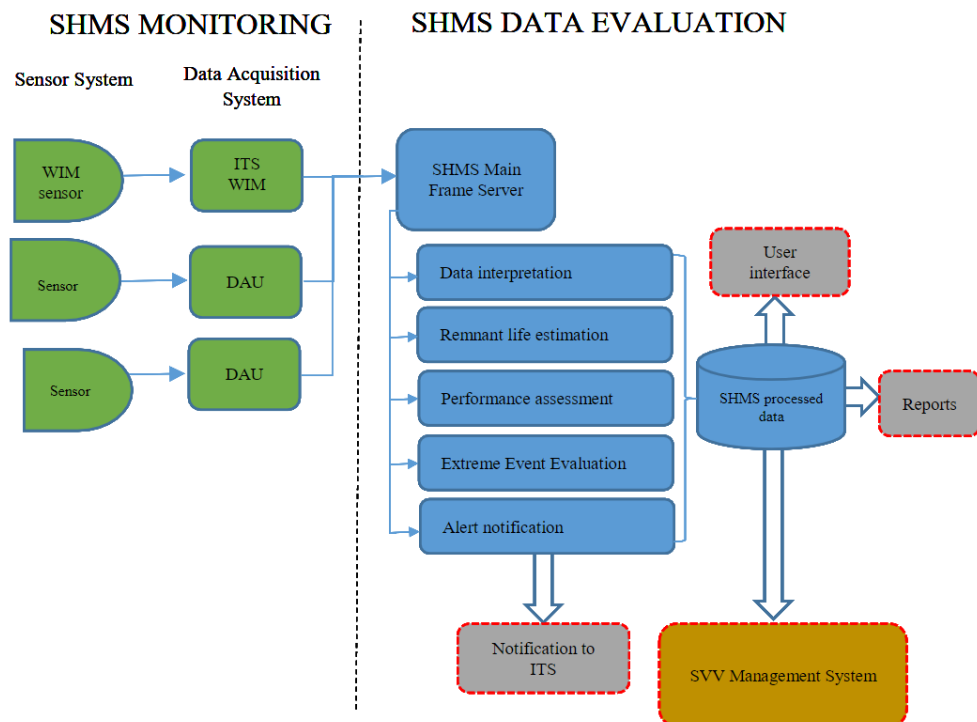 SHMS MONITORING
SHMS DATA EVALUATION
Sensor System
Data Acquisition
System
WIM
sensor
ITS
WIM
SHMS Main
Frame Server
Sensor
DAU
Data interpretation
User
interface
Remnant life estimation
Sensor
DAU
Performance assessment
SHMS processed
data
Reports
Extreme Event Evaluation
Alert notification
Notification to
ITS
SVV Management System